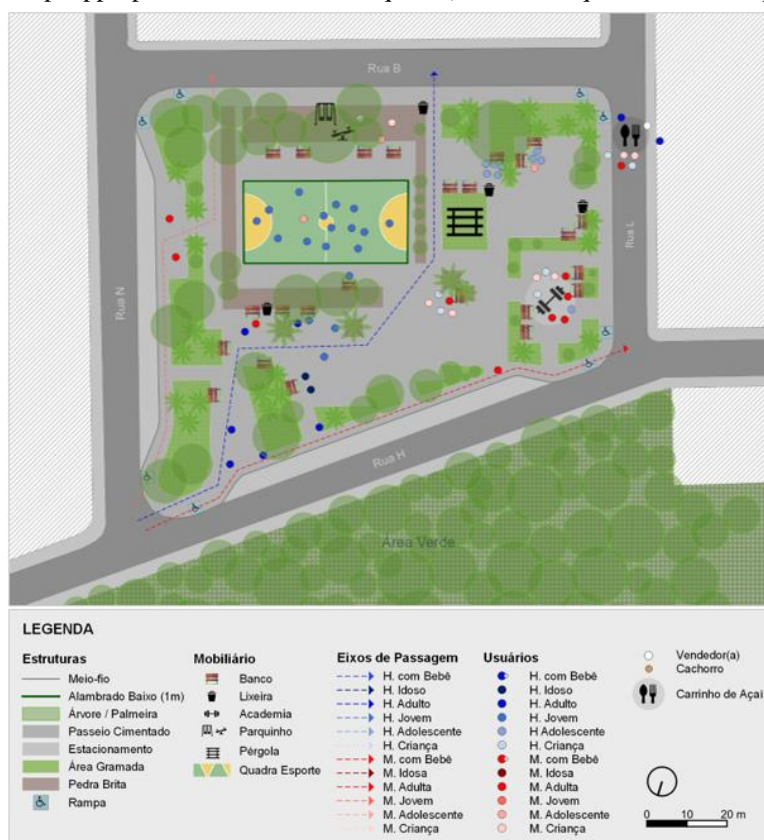 Rua B
Rua N
Rua L
Rua H
Área Verde
LEGENDA
Estruturas
Meio-fio
Alambrado Baixo (1m)
Árvore / Palmeira
Passeio Cimentado
Estacionamento
Área Gramada
Pedra Brita
Rampa
Mobiliário
Banco
Lixeira
Academia
Parquinho
Pérgola
Quadra Esporte
Eixos de Passagem
H. com Bebê
H. Idoso
H. Adulto
H. Jovem
H. Adolescente
H. Criança
M. com Bebê
M. Idosa
M. Adulta
M. Jovem
M. Adolescente
M. Criança
Usuários
H. com Bebê
H. Idoso
H. Adulto
H. Jovem
H Adolescente
H. Criança
M. com Bebê
M. Idosa
M. Adulta
M. Jovem
M. Adolescente
M. Criança
Vendedor(a)
Cachorro
Carrinho de Açaí
0 10 20 m